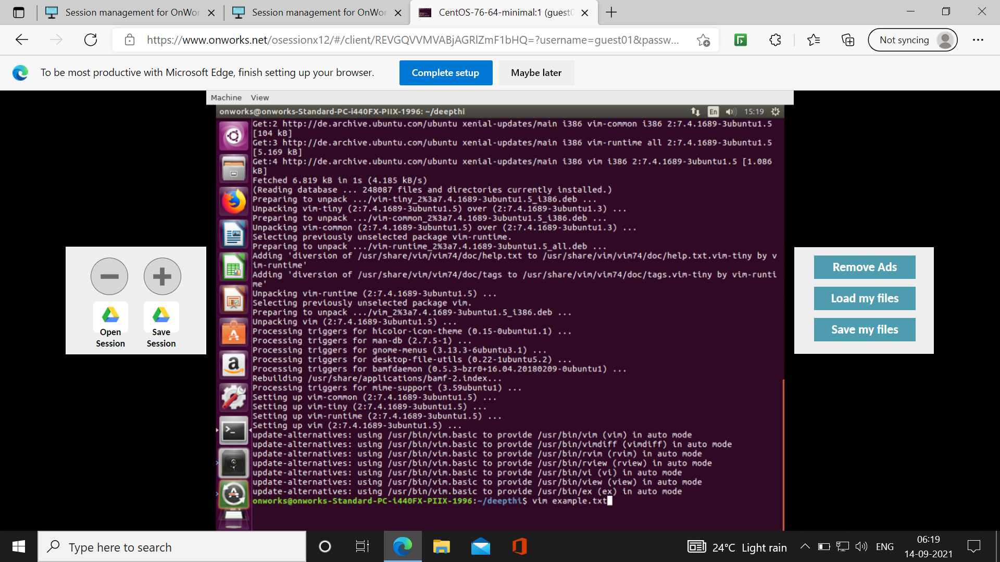 Session management for OnWor
Session management for OnWor
CentOS-76-64-minimal:1 (guest0
https://www.onworks.net/osessionx12/#/client/REVGQVVMVABjAGRlZmF1bHQ=?username=guest01&passw...
Not syncing
To be most productive with Microsoft Edge, finish setting up your browser.
Complete setup
Maybe later
Machine View
onworks@onworks-Standard-PC-i440FX-PIIX-1996: ~/deepthi
En
15:19
Get:2 http://de.archive.ubuntu.com/ubuntu xenial-updates/main i386 vim-common i386 2:7.4.1689-3ubuntu1.5
[104 kB]
Get:3 http://de.archive.ubuntu.com/ubuntu xenial-updates/main i386 vim-runtime all 2:7.4.1689-3ubuntu1.5
[5.169 kB]
Get:4 http://de.archive.ubuntu.com/ubuntu xenial-updates/main i386 vim i386 2:7.4.1689-3ubuntu1.5 [1.086
kB]
Fetched 6.819 kB in 1s (4.185 kB/s)
(Reading database ... 248087 files and directories currently installed.)
Preparing to unpack .../vim-tiny_2%3a7.4.1689-3ubuntu1.5_i386.deb ...
Unpacking vim-tiny (2:7.4.1689-3ubuntu1.5) over (2:7.4.1689-3ubuntu1.3) ...
Preparing to unpack .../vim-common_2%3a7.4.1689-3ubuntu1.5_i386.deb ...
Unpacking vim-common (2:7.4.1689-3ubuntu1.5) over (2:7.4.1689-3ubuntu1.3) ...
Selecting previously unselected package vim-runtime.
Preparing to unpack .../vim-runtime_2%3a7.4.1689-3ubuntu1.5_all.deb ...
Adding 'diversion of /usr/share/vim/vim74/doc/help.txt to /usr/share/vim/vim74/doc/help.txt.vim-tiny by v
im-runtime'
Adding 'diversion of /usr/share/vim/vim74/doc/tags to /usr/share/vim/vim74/doc/tags.vim-tiny by vim-runti
me'
Unpacking vim-runtime (2:7.4.1689-3ubuntu1.5) ...
Selecting previously unselected package vim.
Preparing to unpack .../vim_2%3a7.4.1689-3ubuntu1.5_i386.deb ...
Unpacking vim (2:7.4.1689-3ubuntu1.5) ...
Processing triggers for hicolor-icon-theme (0.15-0ubuntu1.1) ...
Processing triggers for man-db (2.7.5-1) ...
Processing triggers for gnome-menus (3.13.3-6ubuntu3.1) ...
Processing triggers for desktop-file-utils (0.22-1ubuntu5.2) ...
Processing triggers for bamfdaemon (0.5.3~bzr0+16.04.20180209-0ubuntu1) ...
Rebuilding /usr/share/applications/bamf-2.index...
Processing triggers for mime-support (3.59ubuntu1) ...
Setting up vim-common (2:7.4.1689-3ubuntu1.5) ...
Setting up vim-tiny (2:7.4.1689-3ubuntu1.5) ...
Setting up vim-runtime (2:7.4.1689-3ubuntu1.5) ...
Setting up vim (2:7.4.1689-3ubuntu1.5) ...
update-alternatives: using /usr/bin/vim.basic to provide /usr/bin/vim (vim) in auto mode
update-alternatives: using /usr/bin/vim.basic to provide /usr/bin/vimdiff (vimdiff) in auto mode
update-alternatives: using /usr/bin/vim.basic to provide /usr/bin/rvim (rvim) in auto mode
update-alternatives: using /usr/bin/vim.basic to provide /usr/bin/rview (rview) in auto mode
update-alternatives: using /usr/bin/vim.basic to provide /usr/bin/vi (vi) in auto mode
update-alternatives: using /usr/bin/vim.basic to provide /usr/bin/view (view) in auto mode
update-alternatives: using /usr/bin/vim.basic to provide /usr/bin/ex (ex) in auto mode
onworks@onworks-Standard-PC-i440FX-PIIX-1996:~/deepthi$ vim example.txt
Open
Session
Save
Session
Remove Ads
Load my files
Save my files
Type here to search
24°C Light rain
ENG
06:19
14-09-2021